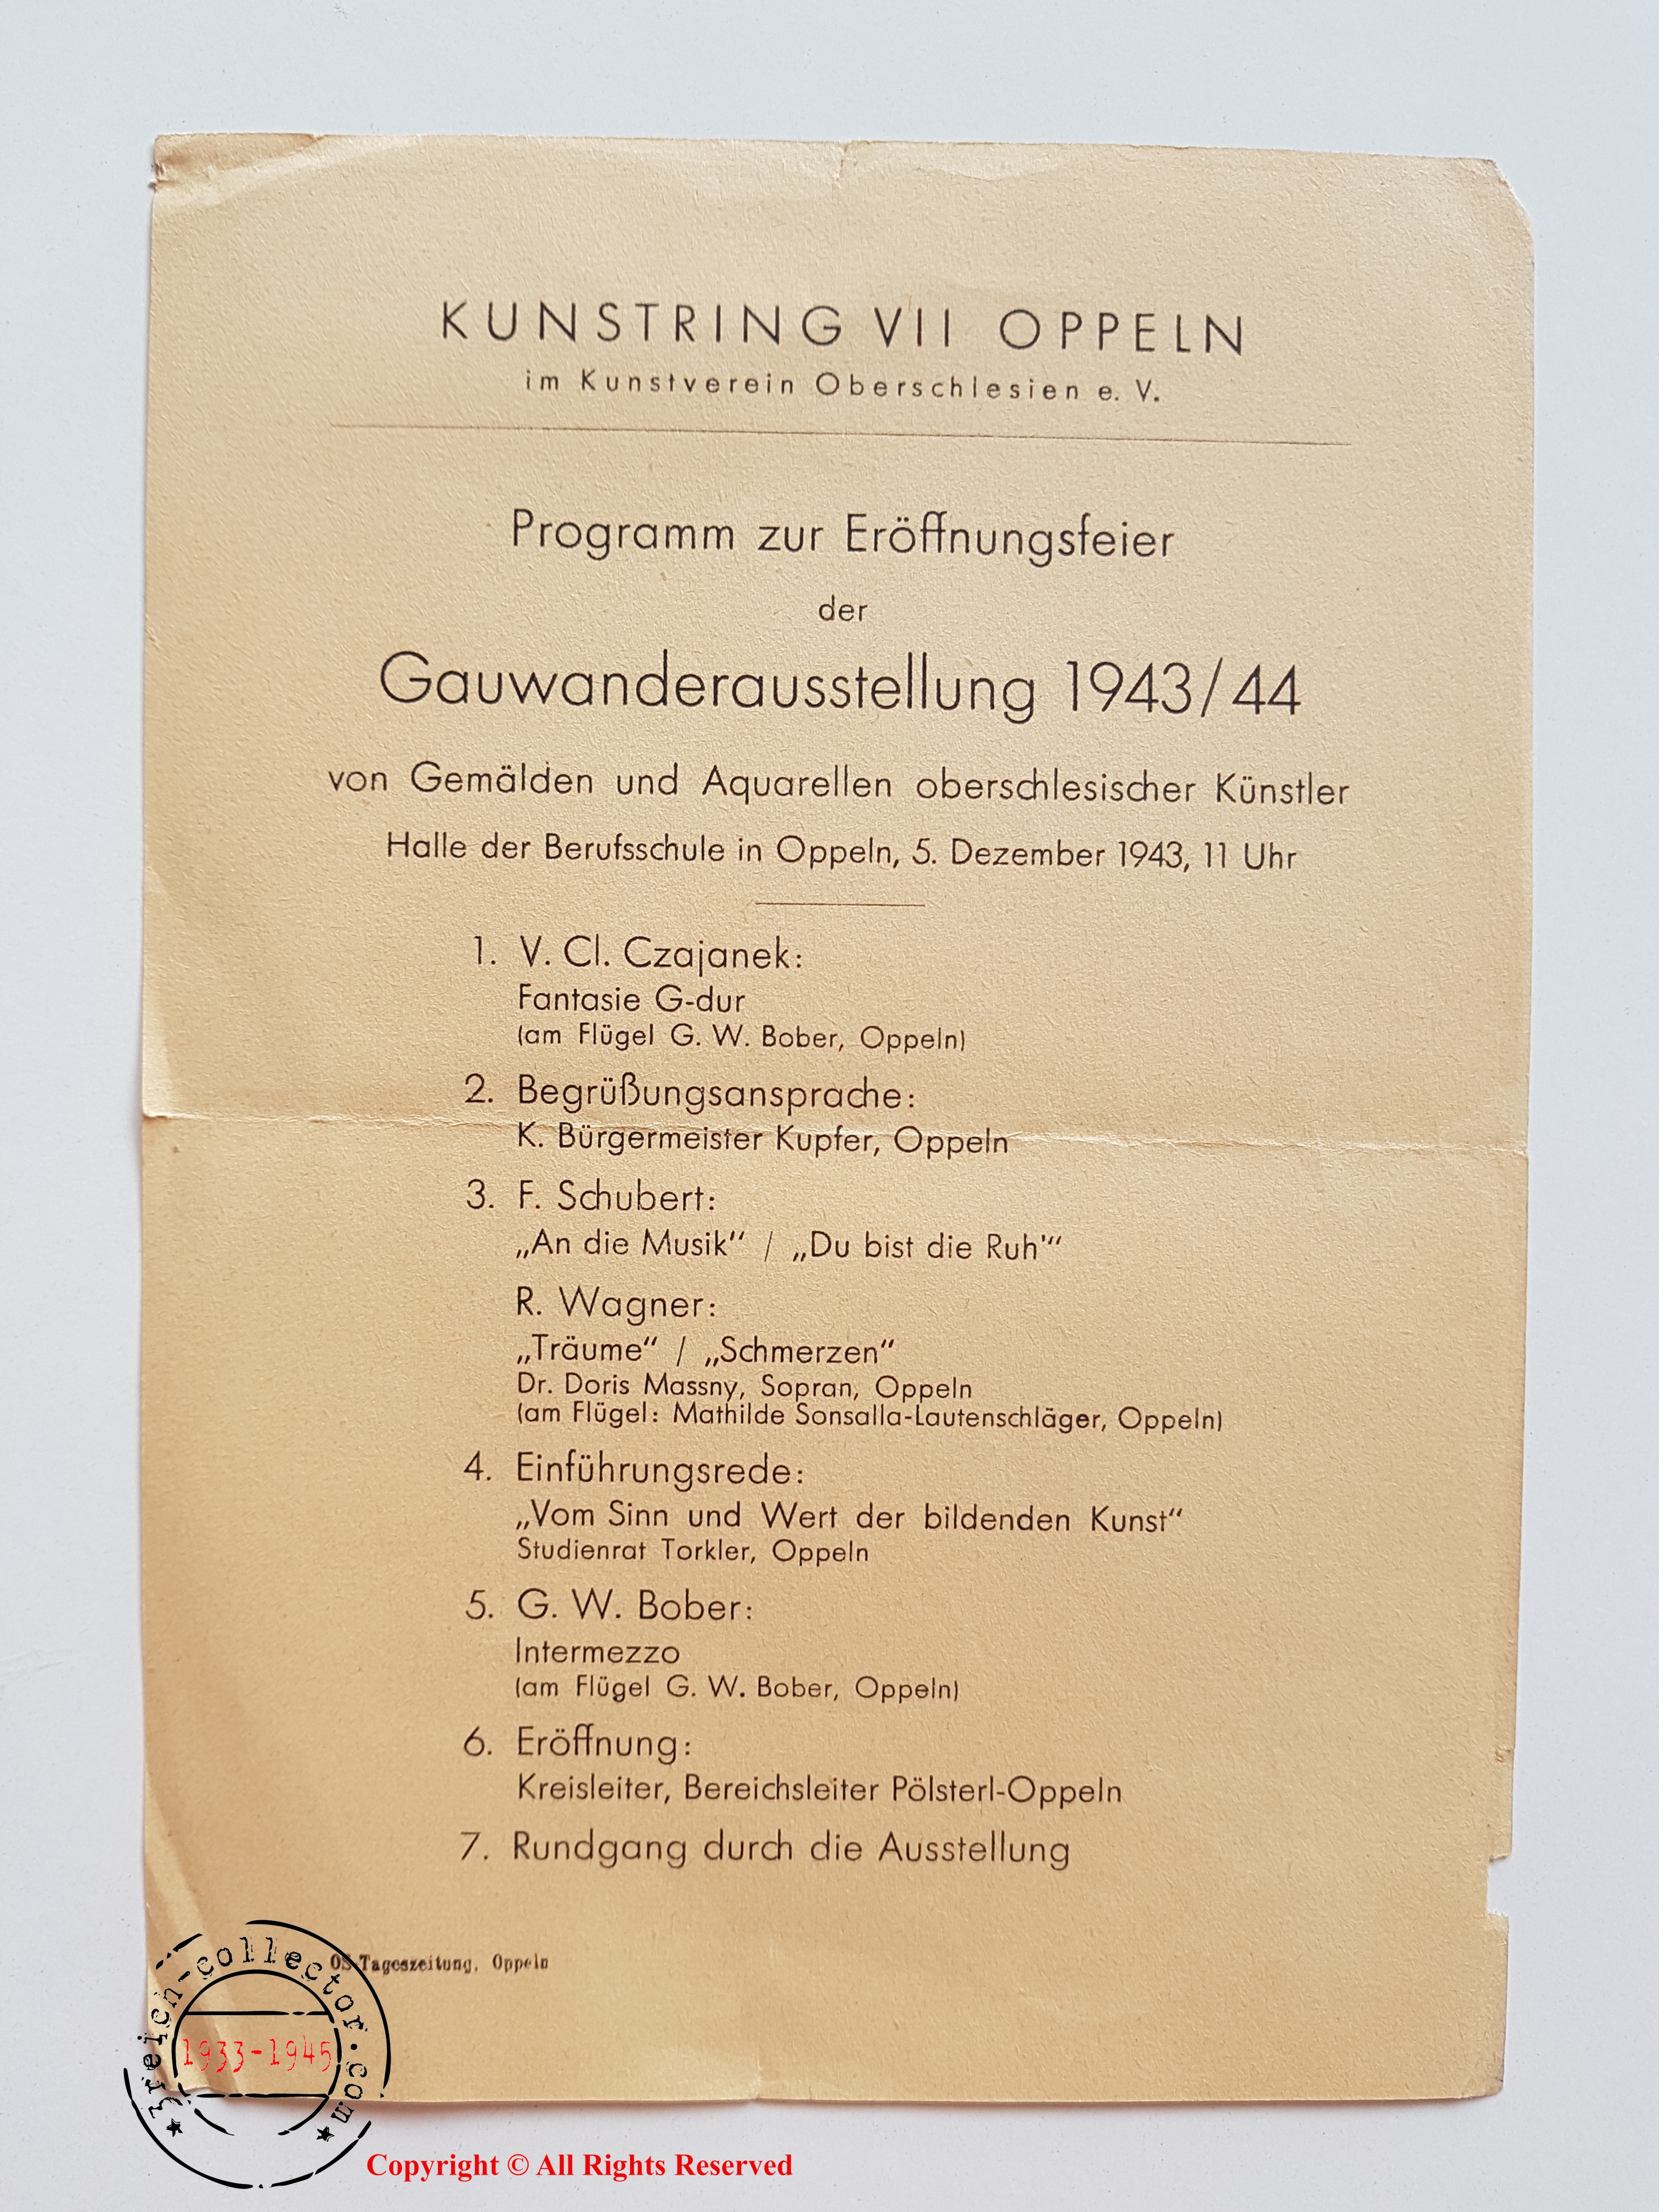 KUNSTRING VII OPPELN
im Kunstverein Oberschlesien e. V.
Programm zur Eröffnungsfeier
der
Gauwanderausstellung 1943/44
von Gemälden und Aquarellen oberschlesischer Künstler
Halle der Berufsschule in Oppeln, 5. Dezember 1943, 11 Uhr
1. V. Cl. Czajanek:
Fantasie G-dur
(am Flügel G. W. Bober, Oppeln)
2. Begrüßungsansprache:
K. Bürgermeister Kupfer, Oppeln
3. F. Schubert:
„An die Musik“ / „Du bist die Ruh'“
R. Wagner:
„Träume“ / „Schmerzen“
Dr. Doris Massny, Sopran, Oppeln
(am Flügel: Mathilde Sonsalla-Lautenschläger, Oppeln)
4. Einführungsrede:
„Vom Sinn und Wert der bildenden Kunst“
Studienrat Torkler, Oppeln
5. G. W. Bober:
Intermezzo
(am Flügel G. W. Bober, Oppeln)
6. Eröffnung:
Kreisleiter, Bereichsleiter Pölsterl-Oppeln
7. Rundgang durch die Ausstellung
OS-Tageszeitung, Oppeln
3reich-collector.com
1933-1945
Copyright © All Rights Reserved